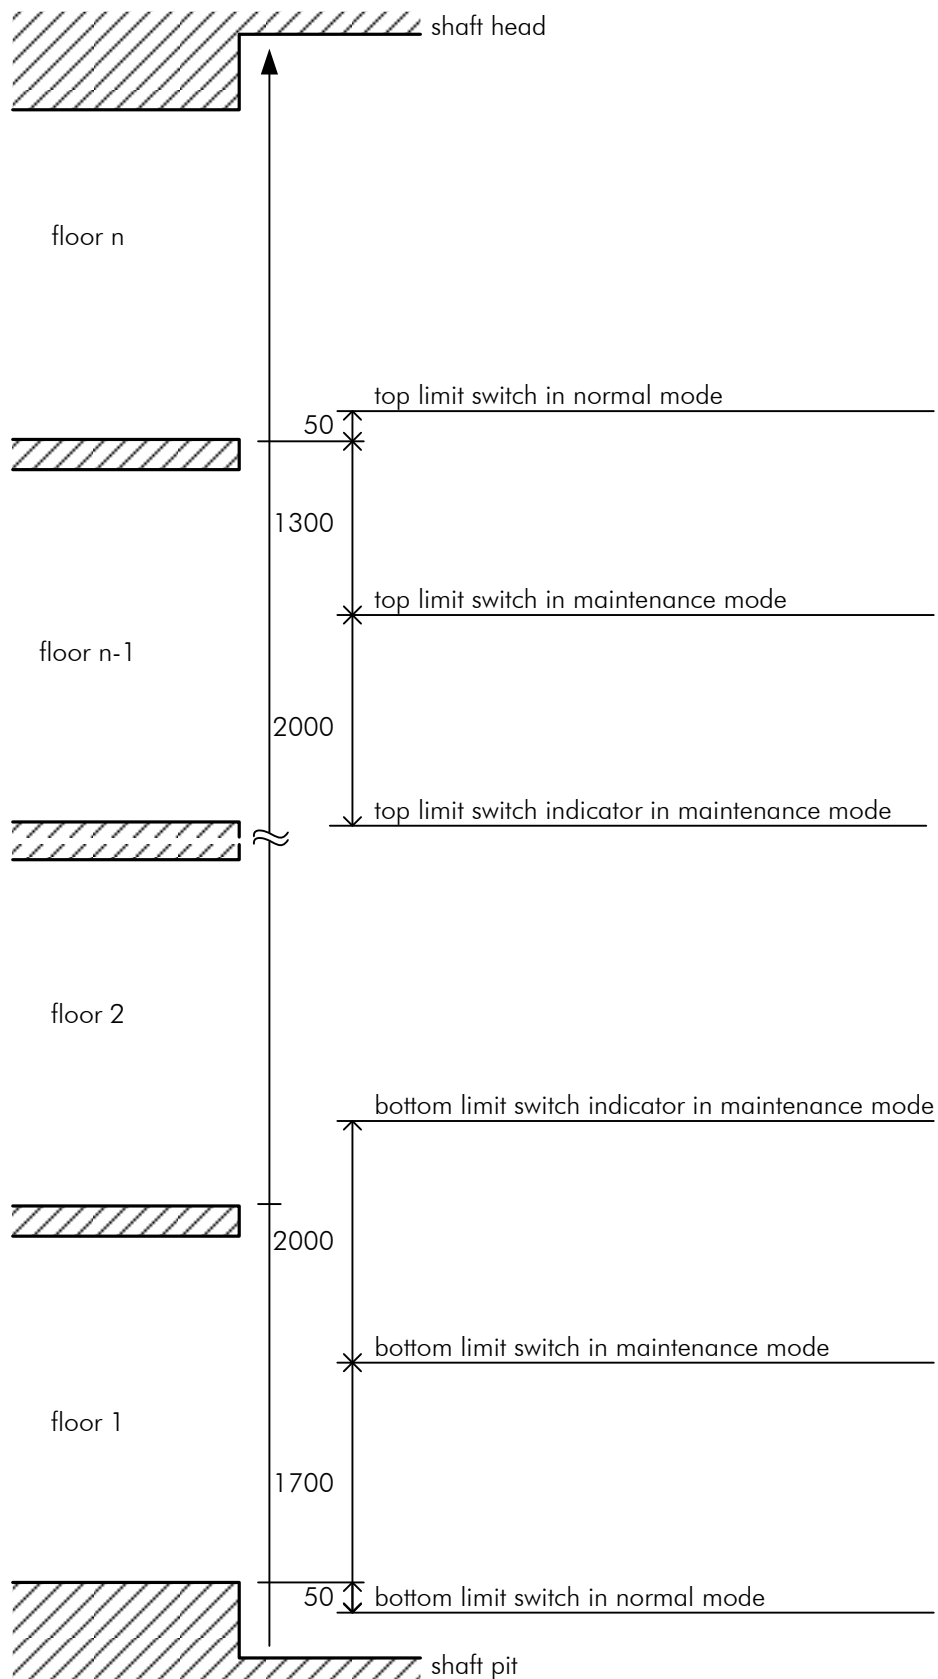 shaft head
floor n
top limit switch in normal mode
50
1300
top limit switch in maintenance mode
floor n-1
2000
top limit switch indicator in maintenance mode
floor 2
bottom limit switch indicator in maintenance mode
2000
bottom limit switch in maintenance mode
floor 1
1700
50
bottom limit switch in normal mode
shaft pit